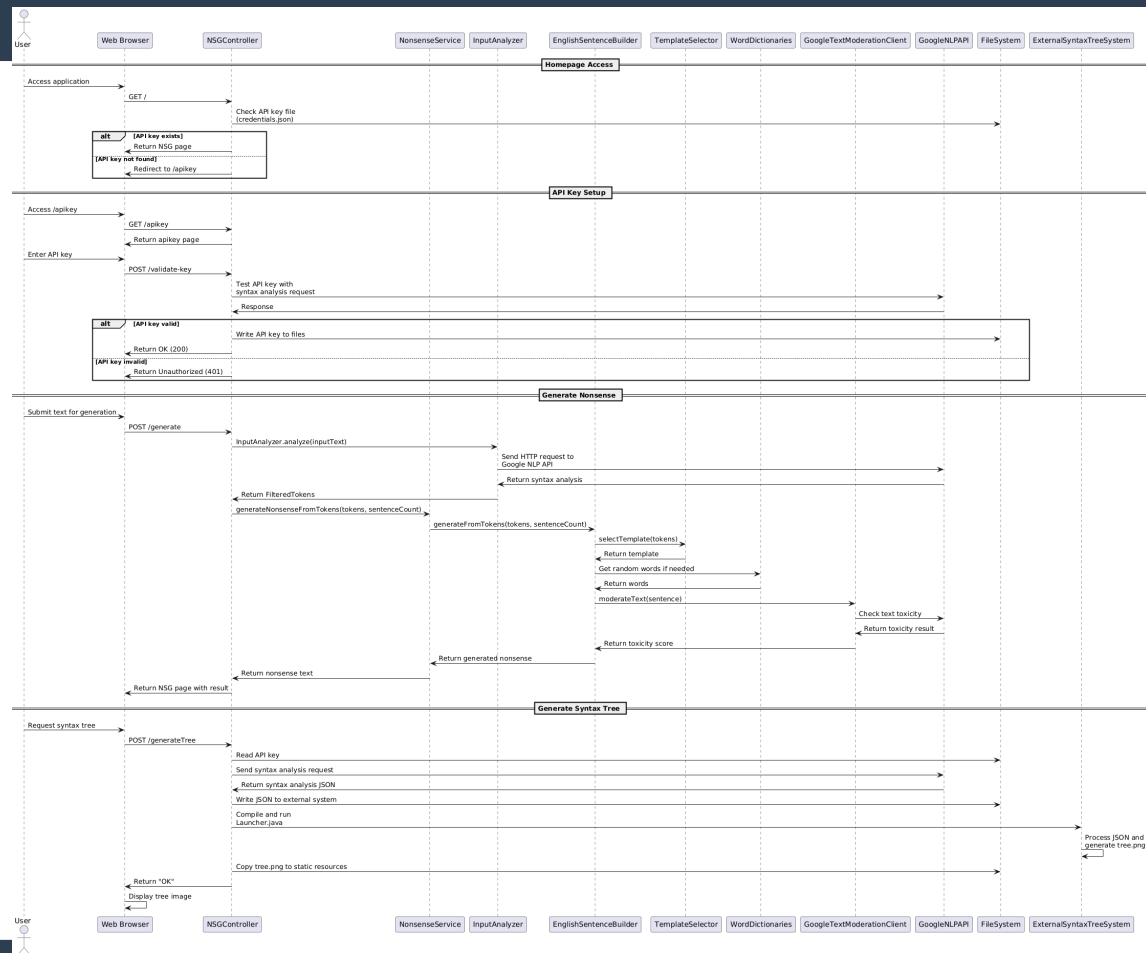 User
Web Browser
NSGController
NonsenseService
InputAnalyzer
EnglishSentenceBuilder
TemplateSelector
WordDictionaries
GoogleTextModerationClient
GoogleNLPAPI
FileSystem
ExternalSyntaxTreeSystem
Homepage Access
Access application
GET /
Check API key file
(credentials.json)
alt
[API key exists]
Return NSG page
[API key not found]
Redirect to /apikey
API Key Setup
Access /apikey
GET /apikey
Return apikey page
Enter API key
POST /validate-key
Test API key with
syntax analysis request
Response
alt
[API key valid]
Write API key to files
Return OK (200)
[API key invalid]
Return Unauthorized (401)
Generate Nonsense
Submit text for generation
POST /generate
InputAnalyzer.analyze(inputText)
Send HTTP request to
Google NLP API
Return syntax analysis
Return FilteredTokens
generateNonsenseFromTokens(tokens, sentenceCount)
generateFromTokens(tokens, sentenceCount)
selectTemplate(tokens)
Return template
Get random words if needed
Return words
moderateText(sentence)
Check text toxicity
Return toxicity result
Return toxicity score
Return generated nonsense
Return nonsense text
Return NSG page with result
Generate Syntax Tree
Request syntax tree
POST /generateTree
Read API key
Send syntax analysis request
Return syntax analysis JSON
Write JSON to external system
Compile and run
Launcher.java
Process JSON and
generate tree.png
Copy tree.png to static resources
Return "OK"
Display tree image
User
Web Browser
NSGController
NonsenseService
InputAnalyzer
EnglishSentenceBuilder
TemplateSelector
WordDictionaries
GoogleTextModerationClient
GoogleNLPAPI
FileSystem
ExternalSyntaxTreeSystem